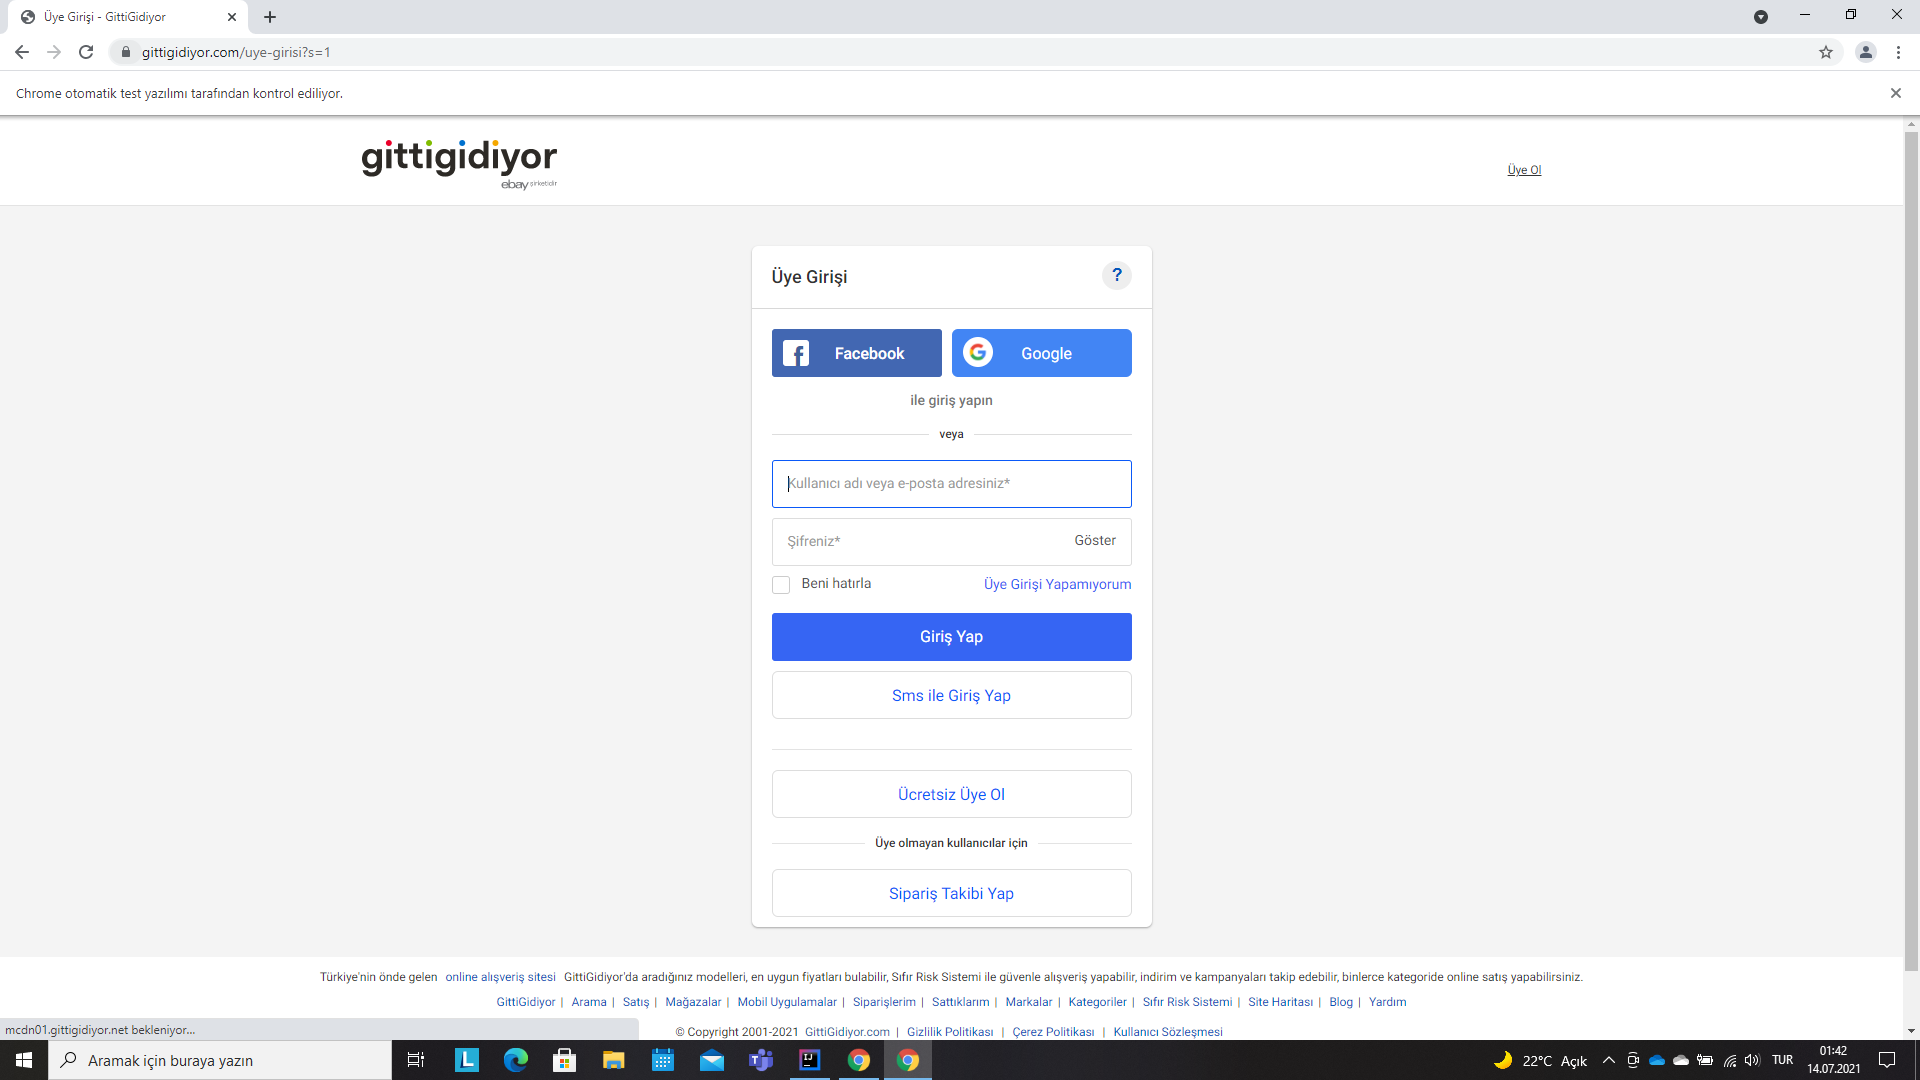 Üye Girişi - GittiGidiyor
gittigidiyor.com/uye-girisi?s=1
Chrome otomatik test yazılımı tarafından kontrol ediliyor.
gittigidiyor
ebay şirketidir
Üye Ol
Üye Girişi
?
Facebook
Google
ile giriş yapın
veya
Kullanıcı adı veya e-posta adresiniz*
Şifreniz*
Göster
Beni hatırla
Üye Girişi Yapamıyorum
Giriş Yap
Sms ile Giriş Yap
Ücretsiz Üye Ol
Üye olmayan kullanıcılar için
Sipariş Takibi Yap
Türkiye'nin önde gelen online alışveriş sitesi GittiGidiyor'da aradığınız modelleri, en uygun fiyatları bulabilir, Sıfır Risk Sistemi ile güvenle alışveriş yapabilir, indirim ve kampanyaları takip edebilir, binlerce kategoride online satış yapabilirsiniz.
GittiGidiyor | Arama | Satış | Mağazalar | Mobil Uygulamalar | Siparişlerim | Sattıklarım | Markalar | Kategoriler | Sıfır Risk Sistemi | Site Haritası | Blog | Yardım
© Copyright 2001-2021 GittiGidiyor.com | Gizlilik Politikası | Çerez Politikası | Kullanıcı Sözleşmesi
mcdn01.gittigidiyor.net bekleniyor...
Aramak için buraya yazın
22°C Açık
TUR
01:42
14.07.2021